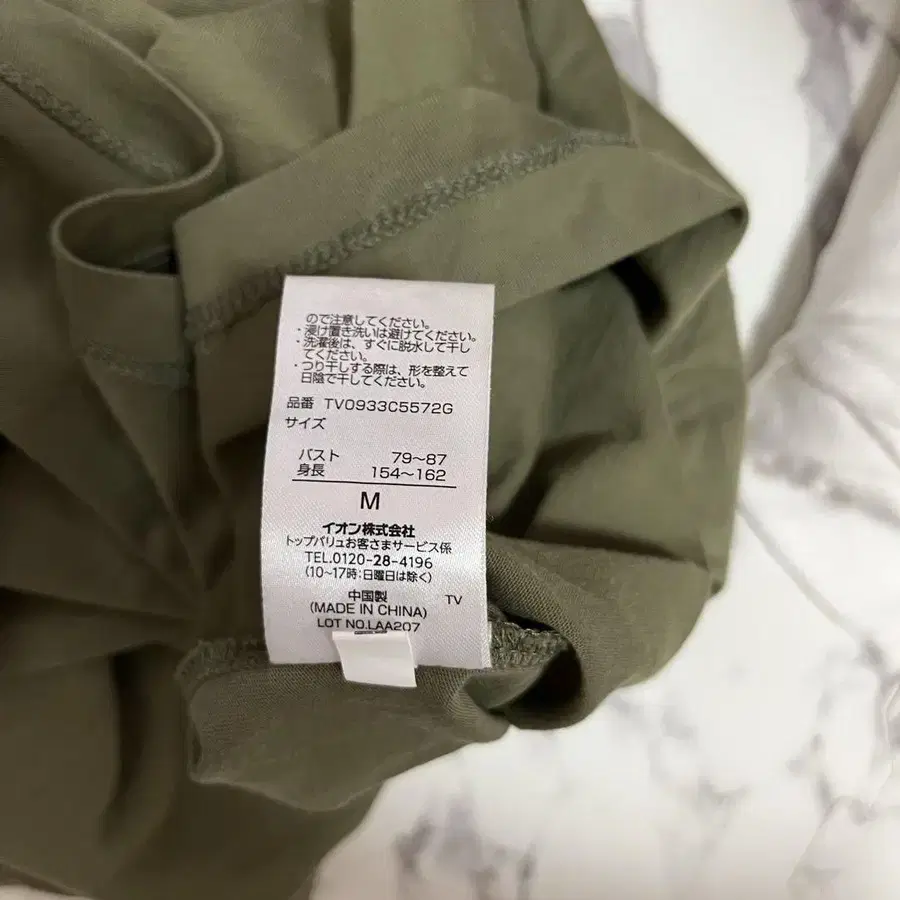 ので注意してください。
・浸け置き洗いは避けてください。
・洗濯後は、すぐに脱水して干し
てください。
・つり干しする際は、形を整えて
日陰で干してください。
品番 TV0933C5572G
サイズ
バスト 79〜87
身長 154〜162
M
イオン株式会社
トップバリュお客さまサービス係
TEL.0120-28-4196
(10〜17時:日曜日は除く)
中国製 TV
(MADE IN CHINA)
LOT NO.LAA207